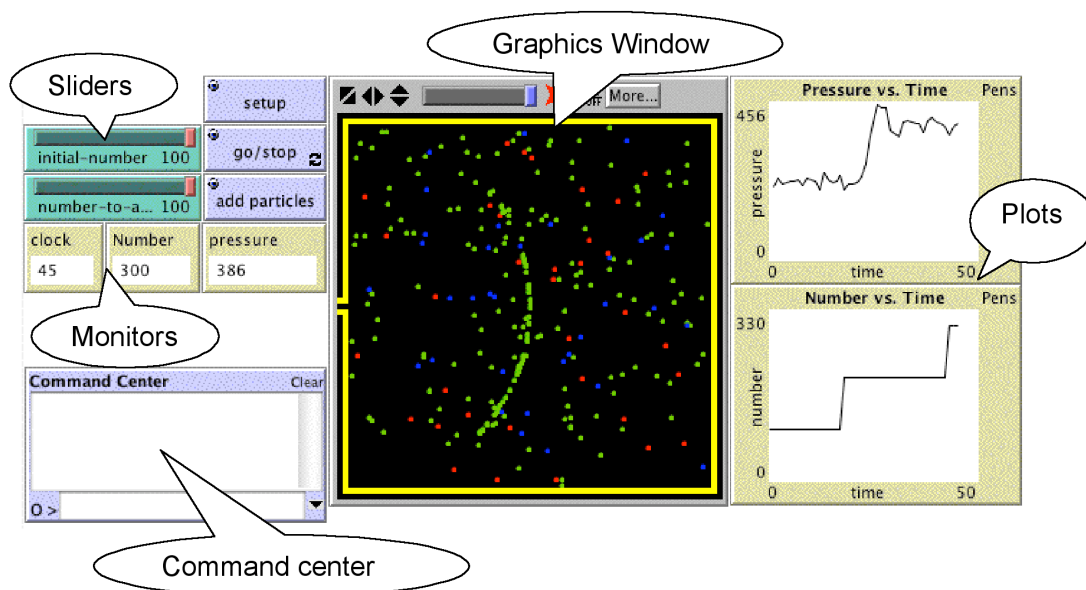 Graphics Window
Sliders
setup
OFF
More...
Pressure vs. Time
Pens
456
pressure
0
0
time
50
initial-number 100
go/stop
number-to-a... 100
add particles
Plots
clock
45
Number
300
pressure
386
Monitors
Number vs. Time
Pens
330
number
0
0
time
50
Command Center
Clear
O >
Command center